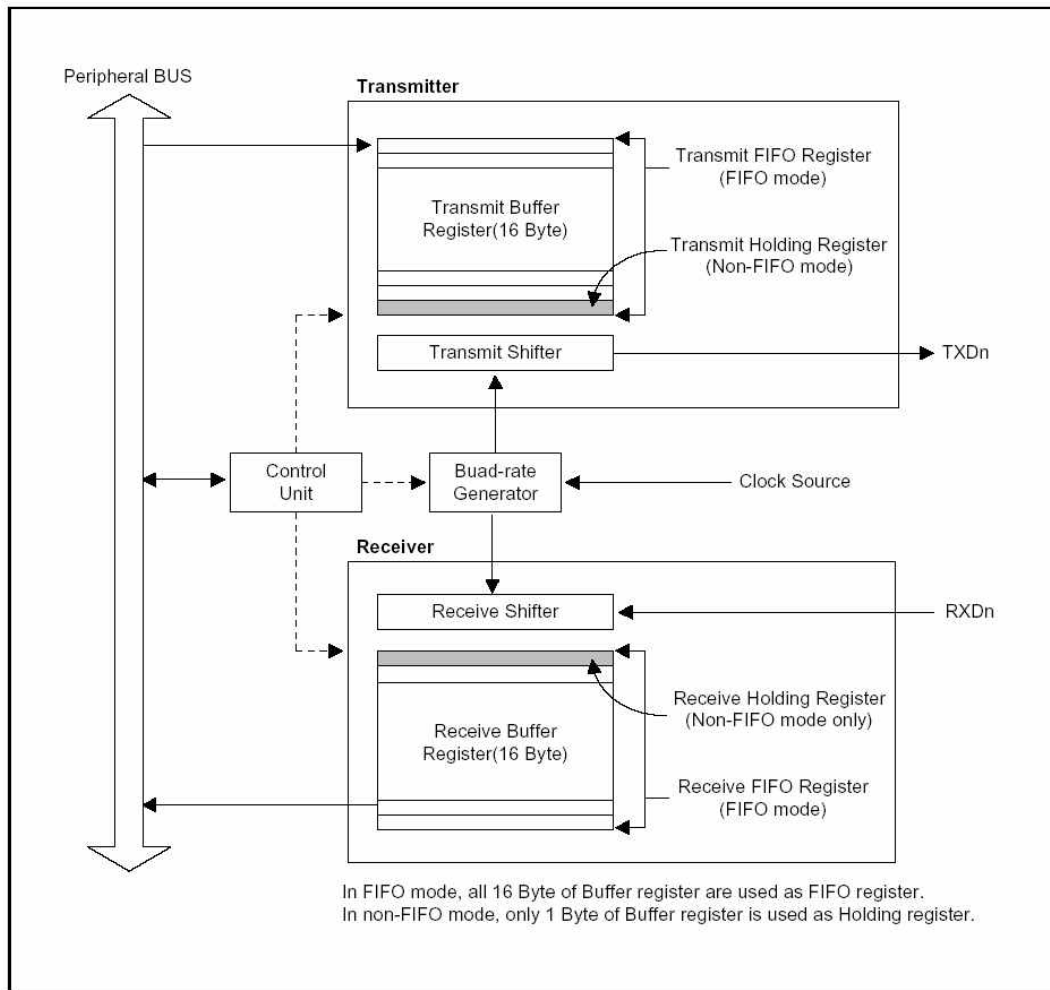 Peripheral BUS
Transmitter
Transmit Buffer
Register(16 Byte)
Transmit FIFO Register
(FIFO mode)
Transmit Holding Register
(Non-FIFO mode)
Transmit Shifter
TXDn
Control
Unit
Buad-rate
Generator
Clock Source
Receiver
Receive Shifter
RXDn
Receive Buffer
Register(16 Byte)
Receive Holding Register
(Non-FIFO mode only)
Receive FIFO Register
(FIFO mode)
In FIFO mode, all 16 Byte of Buffer register are used as FIFO register.
In non-FIFO mode, only 1 Byte of Buffer register is used as Holding register.